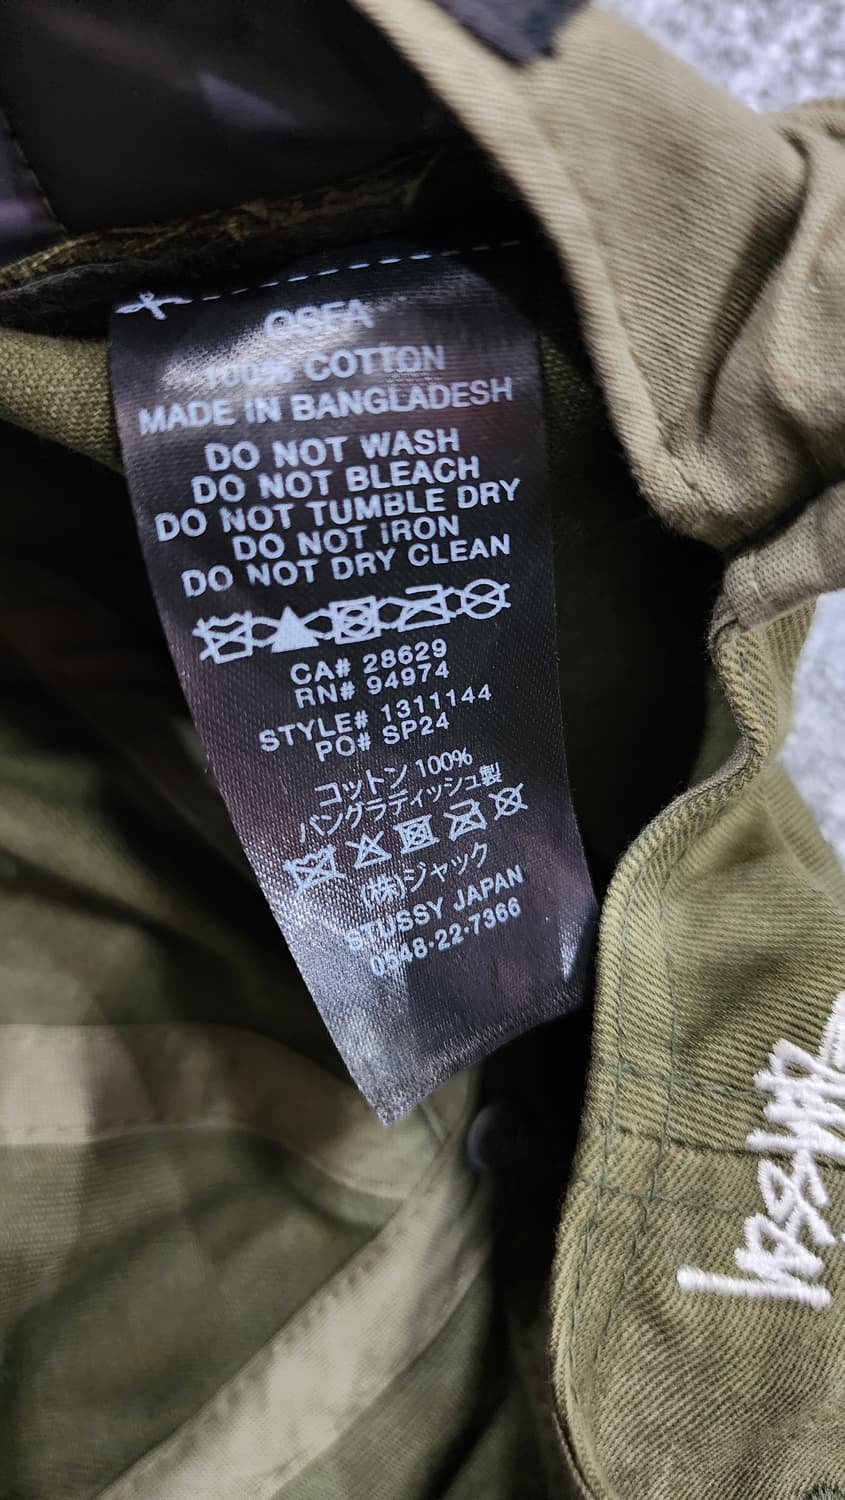 OSFA
100% COTTON
MADE IN BANGLADESH
DO NOT WASH
DO NOT BLEACH
DO NOT TUMBLE DRY
DO NOT IRON
DO NOT DRY CLEAN
CA# 28629
RN# 94974
STYLE# 1311144
PO# SP24
コットン 100%
バングラディッシュ製
(株)ジャック
STUSSY JAPAN
0548-22-7366